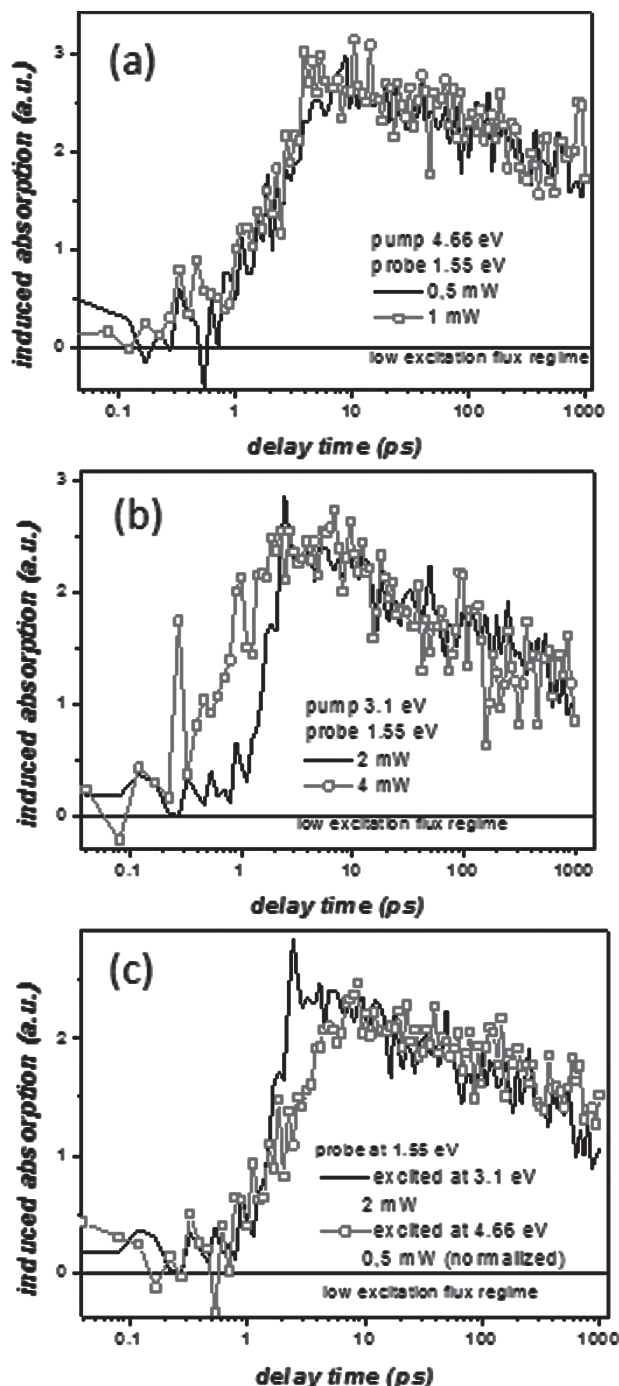 (a)
3
2
1
0
induced absorption (a.u.)
pump 4.66 eV
probe 1.55 eV
0,5 mW
1 mW
low excitation flux regime
0.1
1
10
100
1000
delay time (ps)
(b)
3
2
1
0
induced absorption (a.u.)
pump 3.1 eV
probe 1.55 eV
2 mW
4 mW
low excitation flux regime
0.1
1
10
100
1000
delay time (ps)
(c)
2
1
0
induced absorption (a.u.)
probe at 1.55 eV
excited at 3.1 eV
2 mW
excited at 4.66 eV
0,5 mW (normalized)
low excitation flux regime
0.1
1
10
100
1000
delay time (ps)